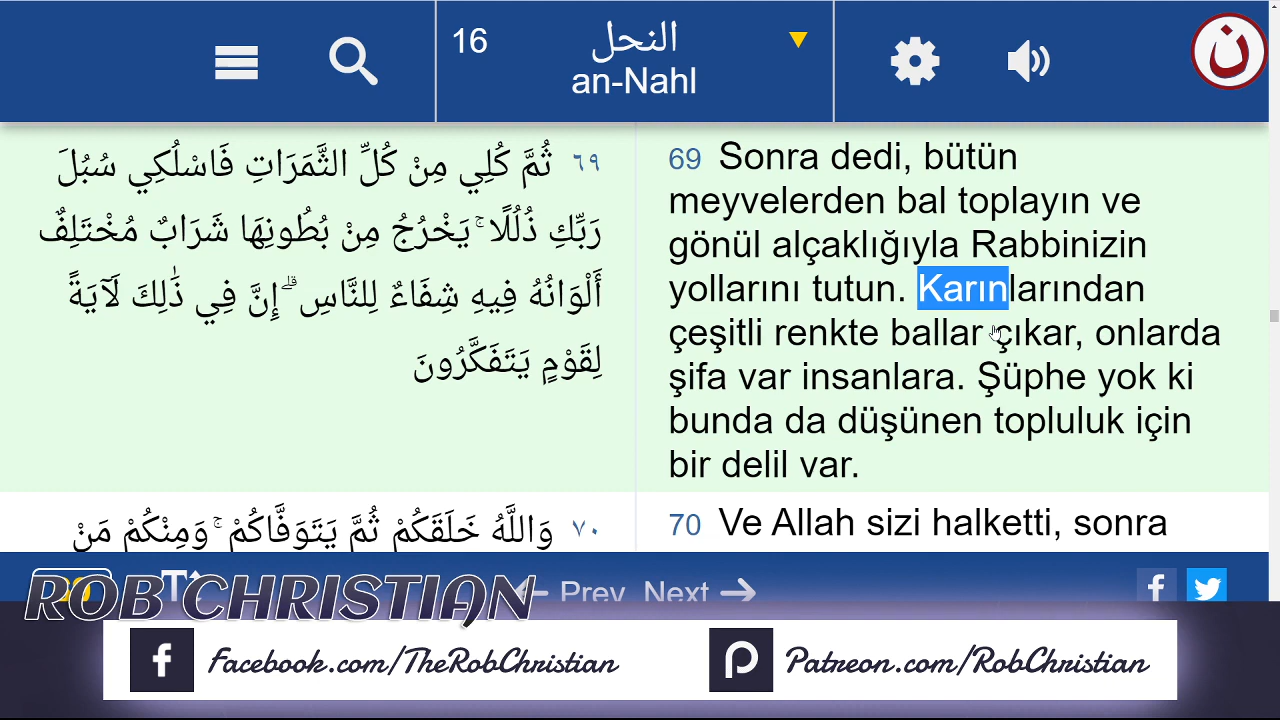 16
النحل
an-Nahl
ن
٦٩ ثُمَّ كُلِي مِنْ كُلِّ الثَّمَرَاتِ فَاسْلُكِي سُبُلَ
رَبِّكِ ذُلُلًا ۚ يَخْرُجُ مِنْ بُطُونِهَا شَرَابٌ مُخْتَلِفٌ
أَلْوَانُهُ فِيهِ شِفَاءٌ لِلنَّاسِ ۗ إِنَّ فِي ذَٰلِكَ لَآيَةً
لِقَوْمٍ يَتَفَكَّرُونَ
69 Sonra dedi, bütün
meyvelerden bal toplayın ve
gönül alçaklığıyla Rabbinizin
yollarını tutun. Karınlarından
çeşitli renkte ballar çıkar, onlarda
şifa var insanlara. Şüphe yok ki
bunda da düşünen topluluk için
bir delil var.
٧٠ وَاللَّهُ خَلَقَكُمْ ثُمَّ يَتَوَفَّاكُمْ ۚ وَمِنْكُمْ مَنْ
70 Ve Allah sizi halketti, sonra
Prev Next
ROB CHRISTIAN
Facebook.com/TheRobChristian
Patreon.com/RobChristian